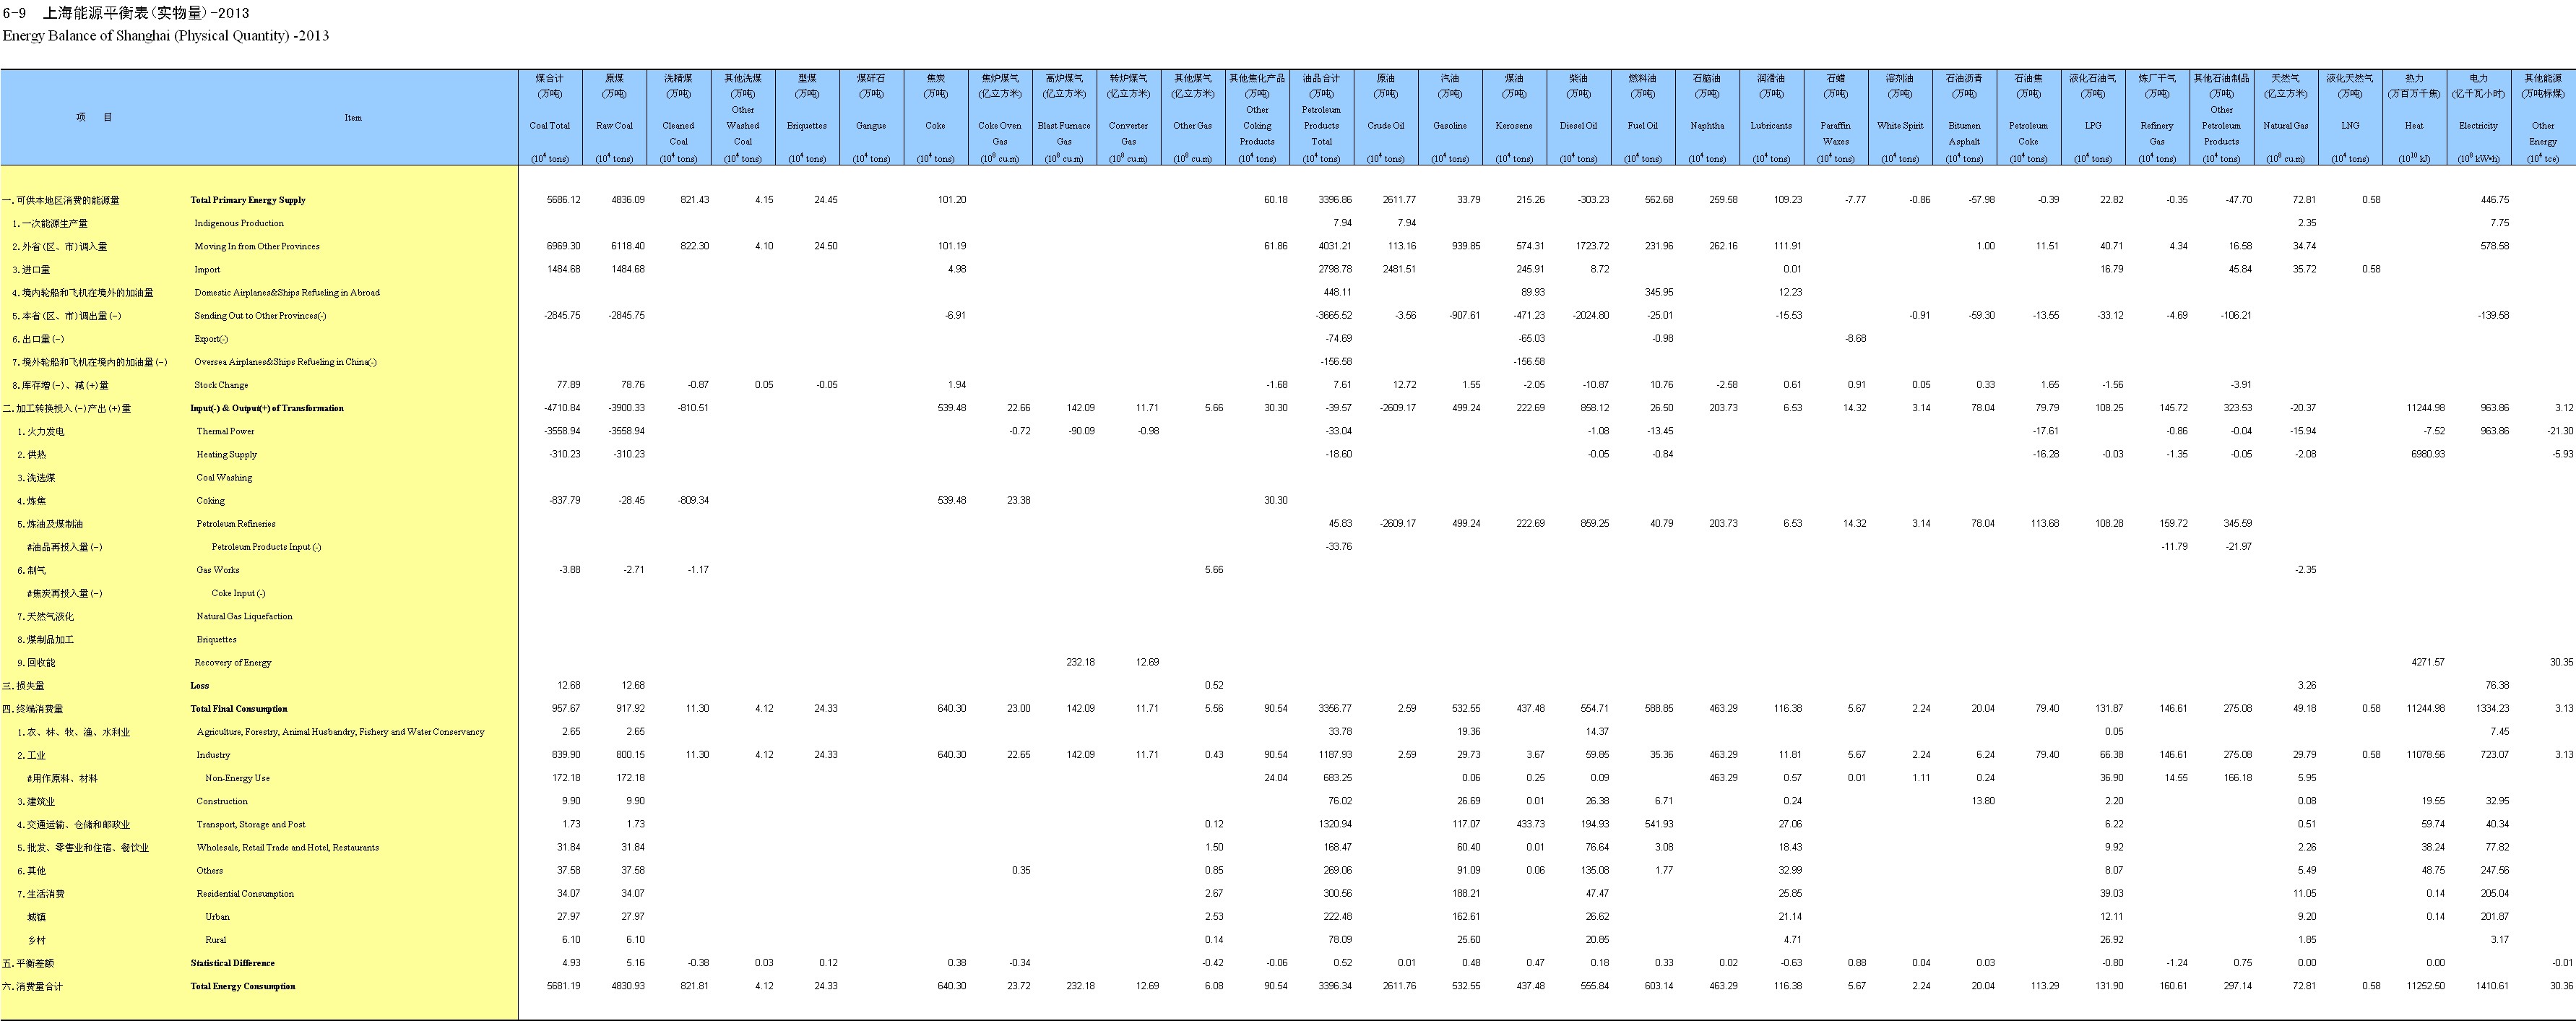 6-9 上海能源平衡表(实物量)-2013
Energy Balance of Shanghai (Physical Quantity) -2013
煤合计 原煤 洗精煤 其他洗煤 型煤 煤矸石 焦炭 焦炉煤气 高炉煤气 转炉煤气 其他煤气 其他焦化产品 油品合计 原油 汽油 煤油 柴油 燃料油 石脑油 润滑油 石蜡 溶剂油 石油沥青 石油焦 液化石油气 炼厂干气 其他石油制品 天然气 液化天然气 热力 电力 其他能源
(万吨) (万吨) (万吨) (万吨) (万吨) (万吨) (万吨) (亿立方米) (亿立方米) (亿立方米) (亿立方米) (万吨) (万吨) (万吨) (万吨) (万吨) (万吨) (万吨) (万吨) (万吨) (万吨) (万吨) (万吨) (万吨) (万吨) (万吨) (万吨) (亿立方米) (万吨) (万百万千焦) (亿千瓦小时) (万吨标煤)
Other Other Petroleum Other
项 目 Item Coal Total Raw Coal Cleaned Washed Briquettes Gangue Coke Coke Oven Blast Furnace Converter Other Gas Coking Products Crude Oil Gasoline Kerosene Diesel Oil Fuel Oil Naphtha Lubricants Paraffin White Spirit Bitumen Petroleum LPG Refinery Petroleum Natural Gas LNG Heat Electricity Other
Coal Coal Gas Gas Gas Products Total Waxes Asphalt Coke Gas Products Energy
(10⁴ tons) (10⁴ tons) (10⁴ tons) (10⁴ tons) (10⁴ tons) (10⁴ tons) (10⁴ tons) (10⁸ cu.m) (10⁸ cu.m) (10⁸ cu.m) (10⁸ cu.m) (10⁴ tons) (10⁴ tons) (10⁴ tons) (10⁴ tons) (10⁴ tons) (10⁴ tons) (10⁴ tons) (10⁴ tons) (10⁴ tons) (10⁴ tons) (10⁴ tons) (10⁴ tons) (10⁴ tons) (10⁴ tons) (10⁴ tons) (10⁴ tons) (10⁸ cu.m) (10⁴ tons) (10¹⁰ kJ) (10⁸ kW•h) (10⁴ tce)
一.可供本地区消费的能源量 Total Primary Energy Supply 5686.12 4836.09 821.43 4.15 24.45 101.20 60.18 3396.86 2611.77 33.79 215.26 -303.23 562.68 259.58 109.23 -7.77 -0.86 -57.98 -0.39 22.82 -0.35 -47.70 72.81 0.58 446.75
1.一次能源生产量 Indigenous Production 7.94 7.94 2.35 7.75
2.外省(区、市)调入量 Moving In from Other Provinces 6969.30 6118.40 822.30 4.10 24.50 101.19 61.86 4031.21 113.16 939.85 574.31 1723.72 231.96 262.16 111.91 1.00 11.51 40.71 4.34 16.58 34.74 578.58
3.进口量 Import 1484.68 1484.68 4.98 2798.78 2481.51 245.91 8.72 0.01 16.79 45.84 35.72 0.58
4.境内轮船和飞机在境外的加油量 Domestic Airplanes&Ships Refueling in Abroad 448.11 89.93 345.95 12.23
5.本省(区、市)调出量(-) Sending Out to Other Provinces(-) -2845.75 -2845.75 -6.91 -3665.52 -3.56 -907.61 -471.23 -2024.80 -25.01 -15.53 -0.91 -59.30 -13.55 -33.12 -4.69 -106.21 -139.58
6.出口量(-) Export(-) -74.69 -65.03 -0.98 -8.68
7.境外轮船和飞机在境内的加油量(-) Oversea Airplanes&Ships Refueling in China(-) -156.58 -156.58
8.库存增(-)、减(+)量 Stock Change 77.89 78.76 -0.87 0.05 -0.05 1.94 -1.68 7.61 12.72 1.55 -2.05 -10.87 10.76 -2.58 0.61 0.91 0.05 0.33 1.65 -1.56 -3.91
二.加工转换投入(-)产出(+)量 Input(-) & Output(+) of Transformation -4710.84 -3900.33 -810.51 539.48 22.66 142.09 11.71 5.66 30.30 -39.57 -2609.17 499.24 222.69 858.12 26.50 203.73 6.53 14.32 3.14 78.04 79.79 108.25 145.72 323.53 -20.37 11244.98 963.86 3.12
1.火力发电 Thermal Power -3558.94 -3558.94 -0.72 -90.09 -0.98 -33.04 -1.08 -13.45 -17.61 -0.86 -0.04 -15.94 -7.52 963.86 -21.30
2.供热 Heating Supply -310.23 -310.23 -18.60 -0.05 -0.84 -16.28 -0.03 -1.35 -0.05 -2.08 6980.93 -5.93
3.洗选煤 Coal Washing
4.炼焦 Coking -837.79 -28.45 -809.34 539.48 23.38 30.30
5.炼油及煤制油 Petroleum Refineries 45.83 -2609.17 499.24 222.69 859.25 40.79 203.73 6.53 14.32 3.14 78.04 113.68 108.28 159.72 345.59
#油品再投入量(-) Petroleum Products Input (-) -33.76 -11.79 -21.97
6.制气 Gas Works -3.88 -2.71 -1.17 5.66 -2.35
#焦炭再投入量(-) Coke Input (-)
7.天然气液化 Natural Gas Liquefaction
8.煤制品加工 Briquettes
9.回收能 Recovery of Energy 232.18 12.69 4271.57 30.35
三.损失量 Loss 12.68 12.68 0.52 3.26 76.38
四.终端消费量 Total Final Consumption 957.67 917.92 11.30 4.12 24.33 640.30 23.00 142.09 11.71 5.56 90.54 3356.77 2.59 532.55 437.48 554.71 588.85 463.29 116.38 5.67 2.24 20.04 79.40 131.87 146.61 275.08 49.18 0.58 11244.98 1334.23 3.13
1.农、林、牧、渔、水利业 Agriculture, Forestry, Animal Husbandry, Fishery and Water Conservancy 2.65 2.65 33.78 19.36 14.37 0.05 7.45
2.工业 Industry 839.90 800.15 11.30 4.12 24.33 640.30 22.65 142.09 11.71 0.43 90.54 1187.93 2.59 29.73 3.67 59.85 35.36 463.29 11.81 5.67 2.24 6.24 79.40 66.38 146.61 275.08 29.79 0.58 11078.56 723.07 3.13
#用作原料、材料 Non-Energy Use 172.18 172.18 24.04 683.25 0.06 0.25 0.09 463.29 0.57 0.01 1.11 0.24 36.90 14.55 166.18 5.95
3.建筑业 Construction 9.90 9.90 76.02 26.69 0.01 26.38 6.71 0.24 13.80 2.20 0.08 19.55 32.95
4.交通运输、仓储和邮政业 Transport, Storage and Post 1.73 1.73 0.12 1320.94 117.07 433.73 194.93 541.93 27.06 6.22 0.51 59.74 40.34
5.批发、零售业和住宿、餐饮业 Wholesale, Retail Trade and Hotel, Restaurants 31.84 31.84 1.50 168.47 60.40 0.01 76.64 3.08 18.43 9.92 2.26 38.24 77.82
6.其他 Others 37.58 37.58 0.35 0.85 269.06 91.09 0.06 135.08 1.77 32.99 8.07 5.49 48.75 247.56
7.生活消费 Residential Consumption 34.07 34.07 2.67 300.56 188.21 47.47 25.85 39.03 11.05 0.14 205.04
城镇 Urban 27.97 27.97 2.53 222.48 162.61 26.62 21.14 12.11 9.20 0.14 201.87
乡村 Rural 6.10 6.10 0.14 78.09 25.60 20.85 4.71 26.92 1.85 3.17
五.平衡差额 Statistical Difference 4.93 5.16 -0.38 0.03 0.12 0.38 -0.34 -0.42 -0.06 0.52 0.01 0.48 0.47 0.18 0.33 0.02 -0.63 0.88 0.04 0.03 -0.80 -1.24 0.75 0.00 0.00 -0.01
六.消费量合计 Total Energy Consumption 5681.19 4830.93 821.81 4.12 24.33 640.30 23.72 232.18 12.69 6.08 90.54 3396.34 2611.76 532.55 437.48 555.84 603.14 463.29 116.38 5.67 2.24 20.04 113.29 131.90 160.61 297.14 72.81 0.58 11252.50 1410.61 30.36